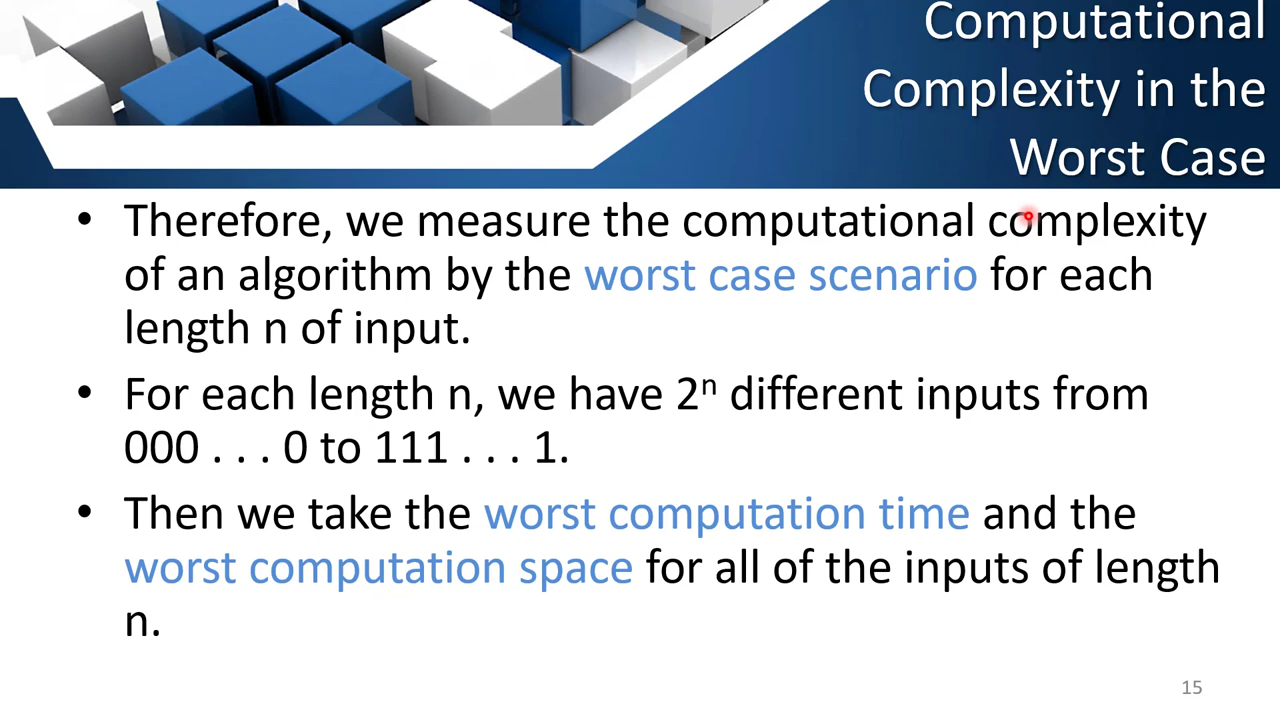 Computational
Complexity in the
Worst Case
• Therefore, we measure the computational complexity
of an algorithm by the worst case scenario for each
length n of input.
• For each length n, we have 2ⁿ different inputs from
000 . . . 0 to 111 . . . 1.
• Then we take the worst computation time and the
worst computation space for all of the inputs of length
n.
15